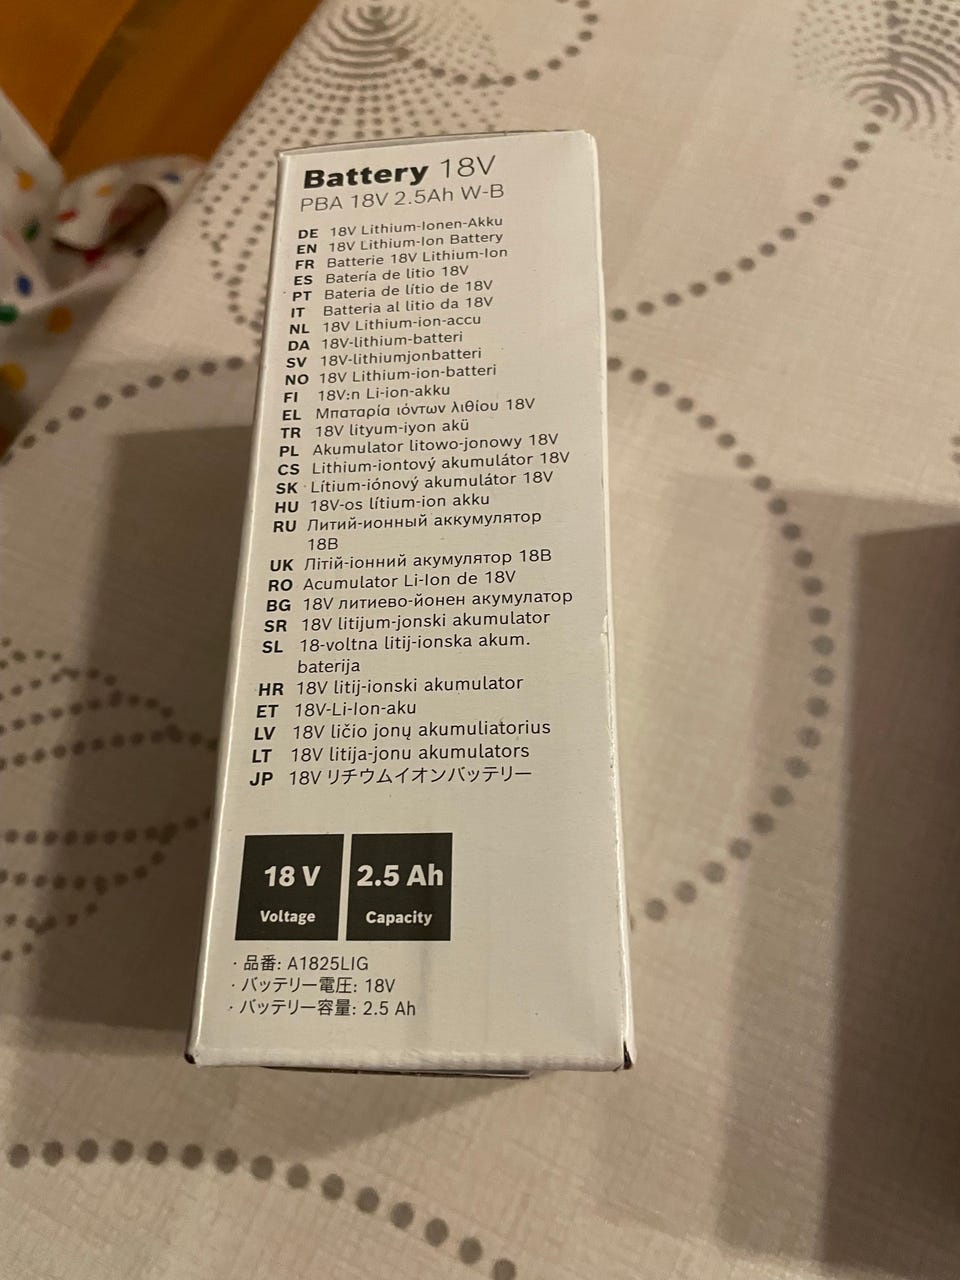 Battery 18V
PBA 18V 2.5Ah W-B
DE 18V Lithium-Ionen-Akku
EN 18V Lithium-Ion Battery
FR Batterie 18V Lithium-Ion
ES Batería de litio 18V
PT Bateria de lítio de 18V
IT Batteria al litio da 18V
NL 18V Lithium-ion-accu
DA 18V-lithium-batteri
SV 18V-lithiumjonbatteri
NO 18V Lithium-ion-batteri
FI 18V:n Li-ion-akku
EL Μπαταρία ιόντων λιθίου 18V
TR 18V lityum-iyon akü
PL Akumulator litowo-jonowy 18V
CS Lithium-iontový akumulátor 18V
SK Lítium-iónový akumulátor 18V
HU 18V-os lítium-ion akku
RU Литий-ионный аккумулятор
18В
UK Літій-іонний акумулятор 18В
RO Acumulator Li-Ion de 18V
BG 18V литиево-йонен акумулатор
SR 18V litijum-jonski akumulator
SL 18-voltna litij-ionska akum.
baterija
HR 18V litij-ionski akumulator
ET 18V-Li-Ion-aku
LV 18V ličio jonų akumuliatorius
LT 18V litija-jonu akumulators
JP 18V リチウムイオンバッテリー
18 V
Voltage
2.5 Ah
Capacity
· 品番: A1825LIG
· バッテリー電圧: 18V
· バッテリー容量: 2.5 Ah